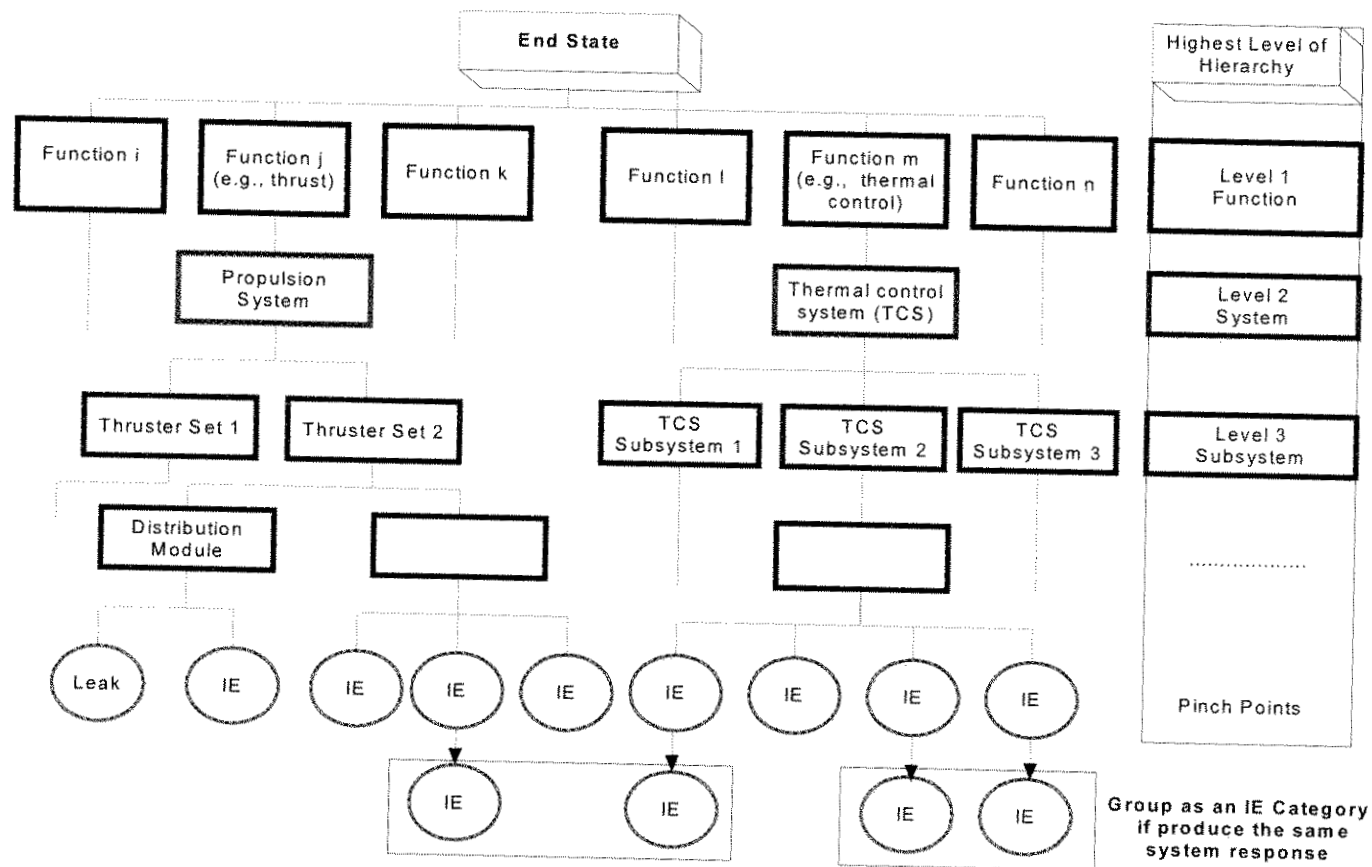 End State
Highest Level of
Hierarchy
Function i
Function j
(e.g., thrust)
Function k
Function l
Function m
(e.g., thermal
control)
Function n
Level 1
Function
Propulsion
System
Thermal control
system (TCS)
Level 2
System
Thruster Set 1
Thruster Set 2
TCS
Subsystem 1
TCS
Subsystem 2
TCS
Subsystem 3
Level 3
Subsystem
Distribution
Module
....................
Leak
IE
IE
IE
IE
IE
IE
IE
IE
Pinch Points
IE
IE
IE
IE
Group as an IE Category
if produce the same
system response